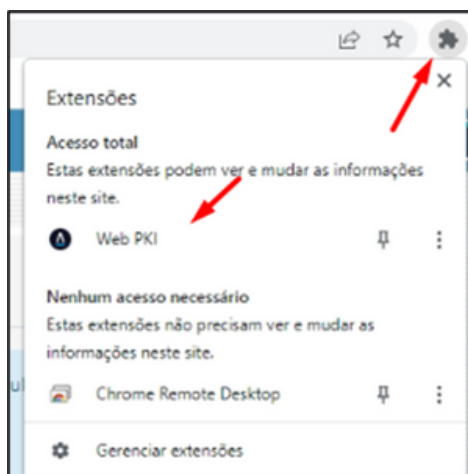 Extensões
Acesso total
Estas extensões podem ver e mudar as informações
neste site.
Web PKI
Nenhum acesso necessário
Estas extensões não precisam ver e mudar as
informações neste site.
ul
Chrome Remote Desktop
Gerenciar extensões